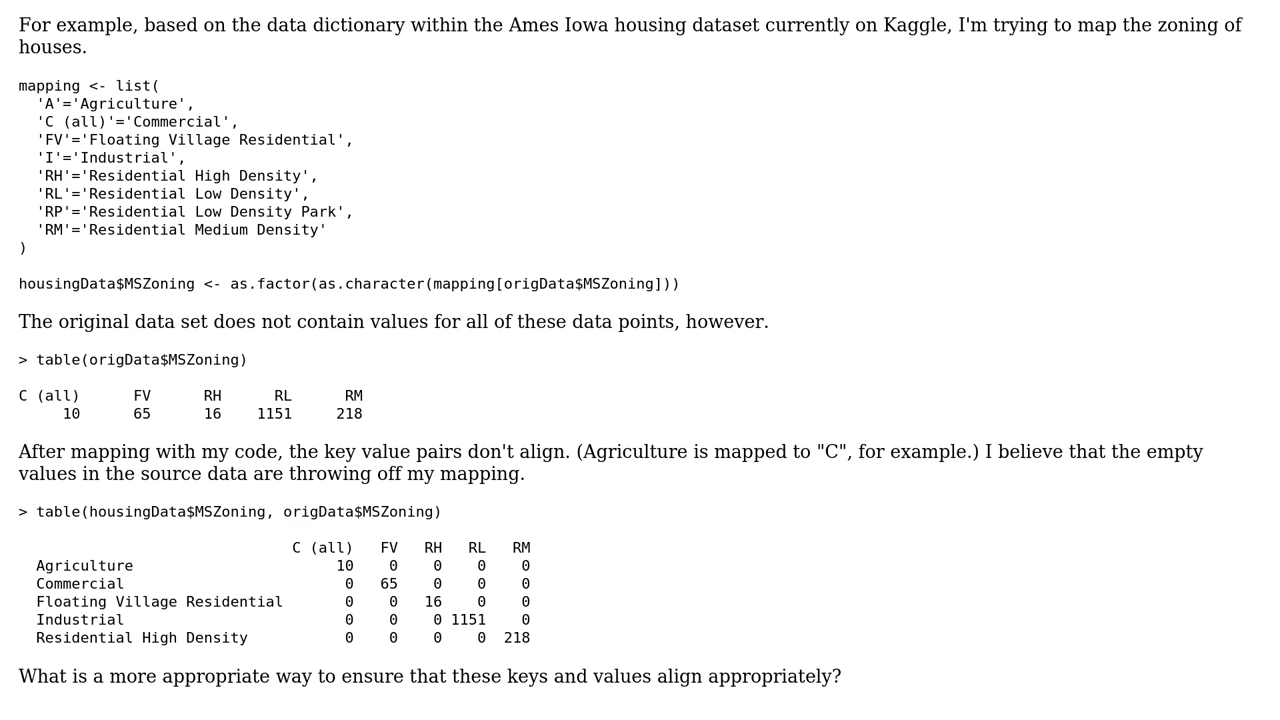 For example, based on the data dictionary within the Ames Iowa housing dataset currently on Kaggle, I'm trying to map the zoning of
houses.
mapping <- list(
  'A'='Agriculture',
  'C (all)'='Commercial',
  'FV'='Floating Village Residential',
  'I'='Industrial',
  'RH'='Residential High Density',
  'RL'='Residential Low Density',
  'RP'='Residential Low Density Park',
  'RM'='Residential Medium Density'
)
housingData$MSZoning <- as.factor(as.character(mapping[origData$MSZoning]))
The original data set does not contain values for all of these data points, however.
> table(origData$MSZoning)
C (all)      FV      RH      RL      RM
     10      65      16    1151     218
After mapping with my code, the key value pairs don't align. (Agriculture is mapped to "C", for example.) I believe that the empty
values in the source data are throwing off my mapping.
> table(housingData$MSZoning, origData$MSZoning)
                               C (all)   FV   RH   RL   RM
  Agriculture                       10    0    0    0    0
  Commercial                         0   65    0    0    0
  Floating Village Residential       0    0   16    0    0
  Industrial                         0    0    0 1151    0
  Residential High Density           0    0    0    0  218
What is a more appropriate way to ensure that these keys and values align appropriately?